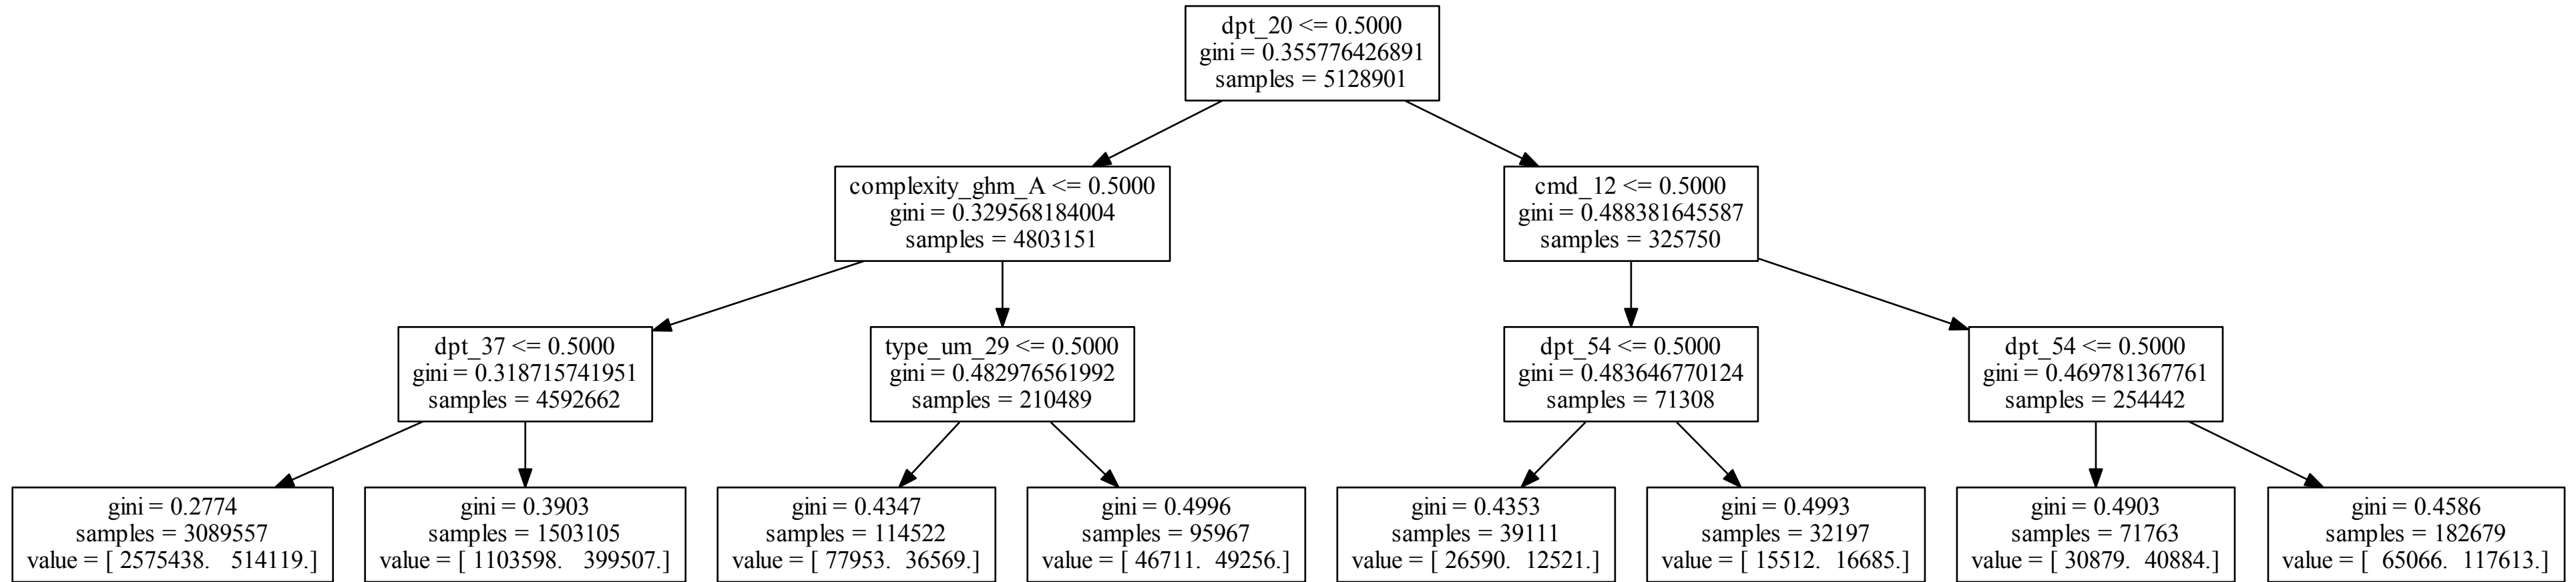 dpt_20 <= 0.5000
gini = 0.355776426891
samples = 5128901
complexity_ghm_A <= 0.5000
gini = 0.329568184004
samples = 4803151
cmd_12 <= 0.5000
gini = 0.488381645587
samples = 325750
dpt_37 <= 0.5000
gini = 0.318715741951
samples = 4592662
type_um_29 <= 0.5000
gini = 0.482976561992
samples = 210489
dpt_54 <= 0.5000
gini = 0.483646770124
samples = 71308
dpt_54 <= 0.5000
gini = 0.469781367761
samples = 254442
gini = 0.2774
samples = 3089557
value = [ 2575438.   514119.]
gini = 0.3903
samples = 1503105
value = [ 1103598.   399507.]
gini = 0.4347
samples = 114522
value = [ 77953.  36569.]
gini = 0.4996
samples = 95967
value = [ 46711.  49256.]
gini = 0.4353
samples = 39111
value = [ 26590.  12521.]
gini = 0.4993
samples = 32197
value = [ 15512.  16685.]
gini = 0.4903
samples = 71763
value = [ 30879.  40884.]
gini = 0.4586
samples = 182679
value = [  65066.  117613.]